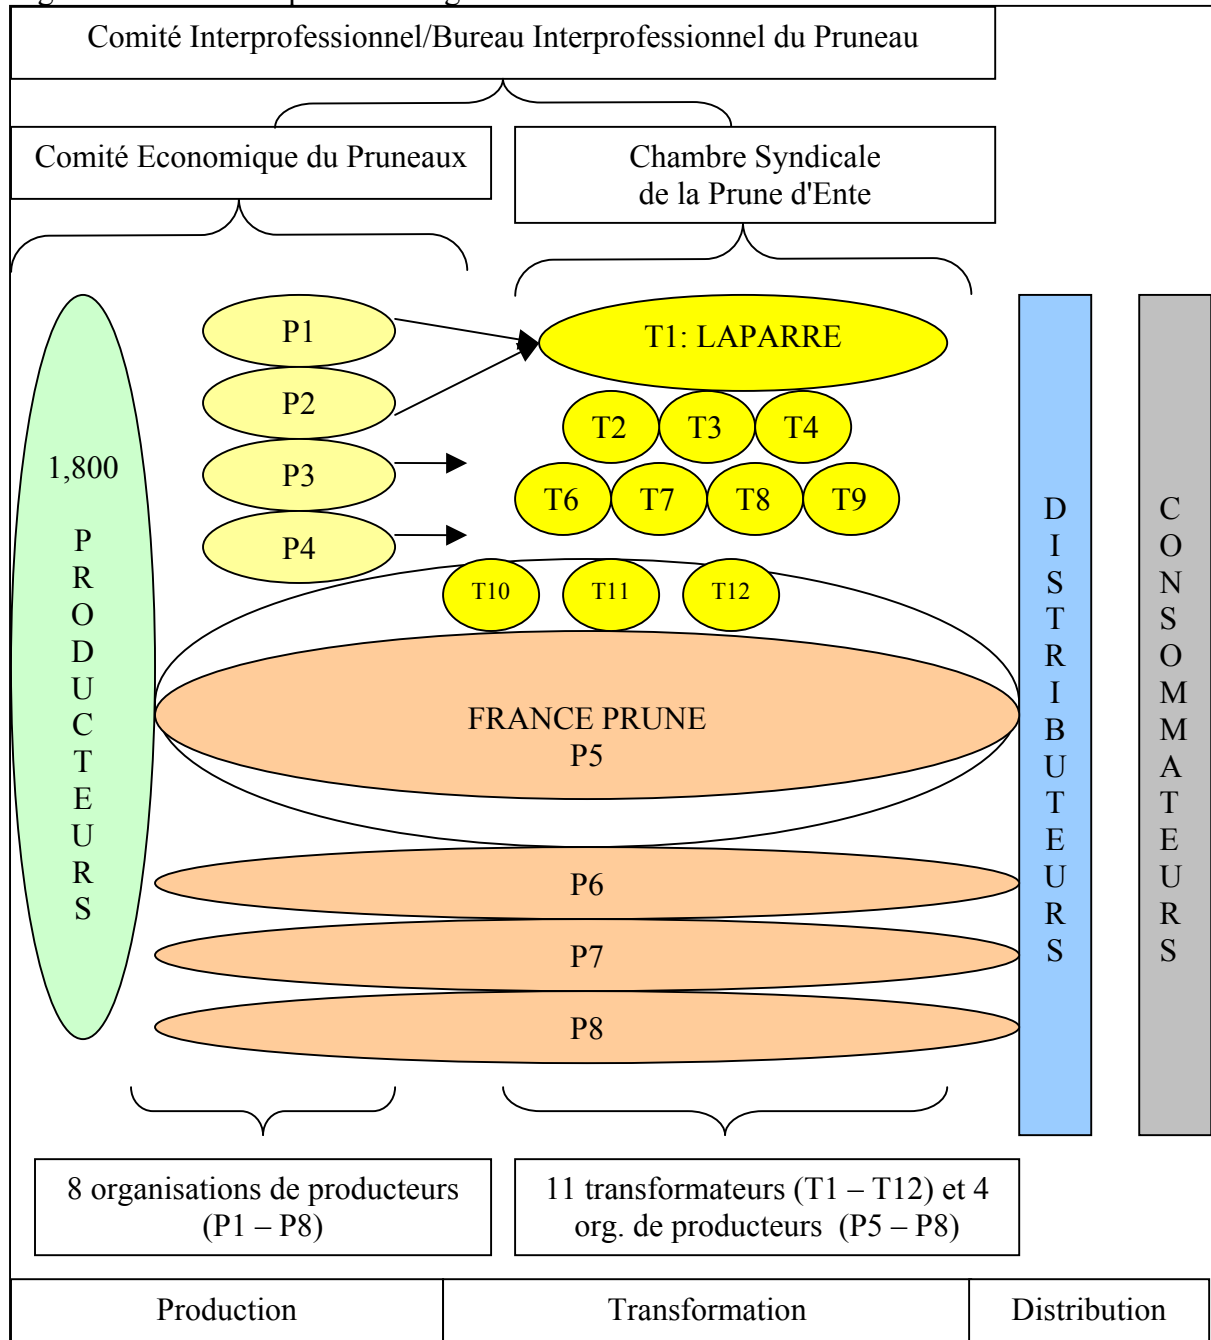 Comité Interprofessionnel/Bureau Interprofessionnel du Pruneau
Comité Economique du Pruneaux
Chambre Syndicale
de la Prune d'Ente
P1
P2
P3
P4
T1: LAPARRE
T2
T3
T4
T6
T7
T8
T9
T10
T11
T12
1,800
P
R
O
D
U
C
T
E
U
R
S
FRANCE PRUNE
P5
P6
P7
P8
D
I
S
T
R
I
B
U
T
E
U
R
S
C
O
N
S
O
M
M
A
T
E
U
R
S
8 organisations de producteurs
(P1 – P8)
11 transformateurs (T1 – T12) et 4
org. de producteurs (P5 – P8)
Production
Transformation
Distribution